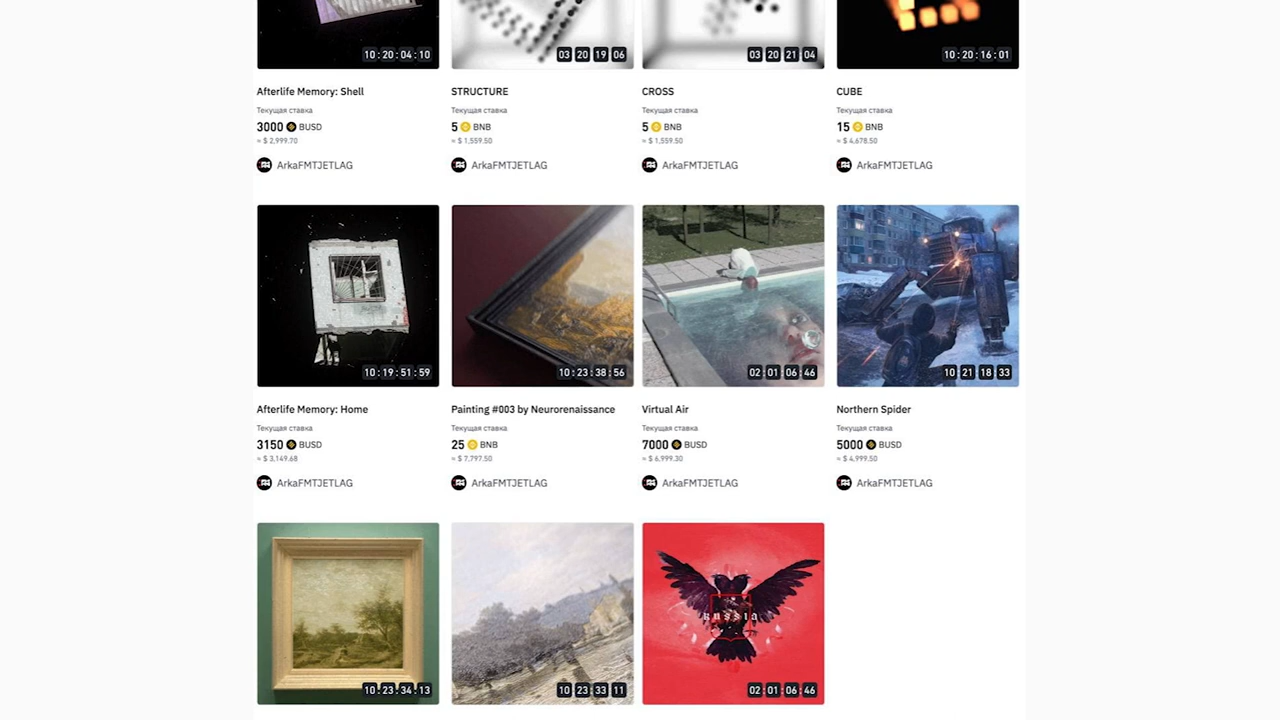 10:20:04:10
03 20 19 06
03 20 21 04
10:20:16:01
Afterlife Memory: Shell
STRUCTURE
CROSS
CUBE
Текущая ставка
Текущая ставка
Текущая ставка
Текущая ставка
3000 BUSD
5 BNB
5 BNB
15 BNB
≈ $ 2,999.70
≈ $ 1,559.50
≈ $ 1,559.50
≈ $ 4,678.50
ArkaFMTJETLAG
ArkaFMTJETLAG
ArkaFMTJETLAG
ArkaFMTJETLAG
10:19:51:59
10:23:38:56
02:01:06:46
10 21 18 33
Afterlife Memory: Home
Painting #003 by Neurorenaissance
Virtual Air
Northern Spider
Текущая ставка
Текущая ставка
Текущая ставка
Текущая ставка
3150 BUSD
25 BNB
7000 BUSD
5000 BUSD
≈ $ 3,149.68
≈ $ 7,797.50
≈ $ 6,999.30
≈ $ 4,999.50
ArkaFMTJETLAG
ArkaFMTJETLAG
ArkaFMTJETLAG
ArkaFMTJETLAG
russia
10:23:34:13
10 23 33 11
02:01:06:46